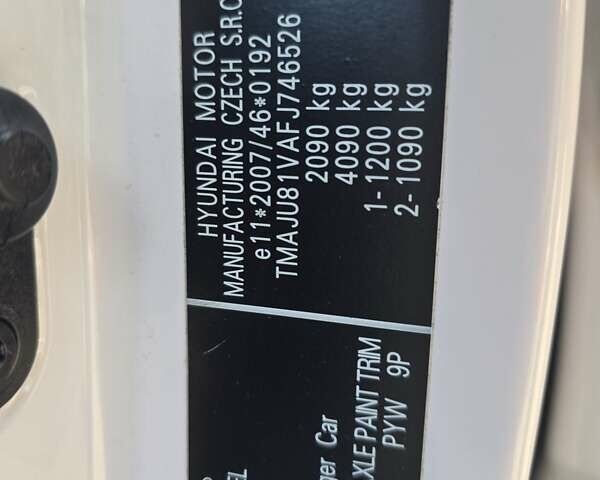 HYUNDAI MOTOR
MANUFACTURING CZECH S.R.O
e11*2007/46*0192
TMAJU81VAFJ746526
2090 kg
4090 kg
1- 1200 kg
2- 1090 kg
ger Car
XLE PAINT TRIM
PYW 9P